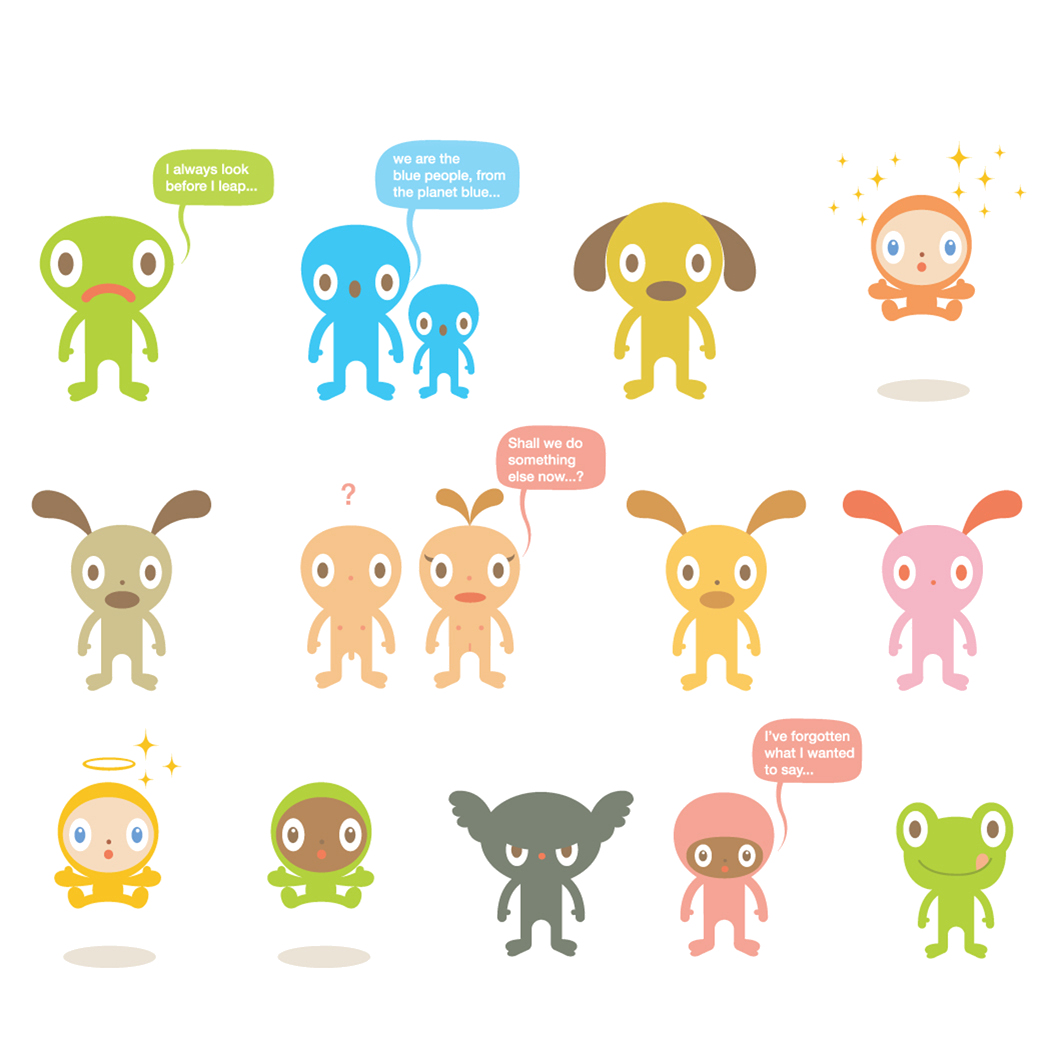 I always look
before I leap...
we are the
blue people, from
the planet blue...
?
Shall we do
something
else now...?
I've forgotten
what I wanted
to say...